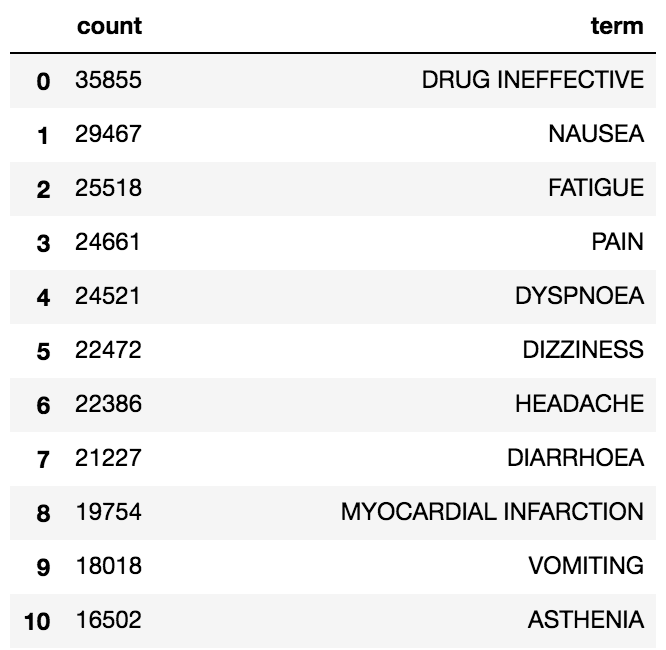 count term
0 35855 DRUG INEFFECTIVE
1 29467 NAUSEA
2 25518 FATIGUE
3 24661 PAIN
4 24521 DYSPNOEA
5 22472 DIZZINESS
6 22386 HEADACHE
7 21227 DIARRHOEA
8 19754 MYOCARDIAL INFARCTION
9 18018 VOMITING
10 16502 ASTHENIA